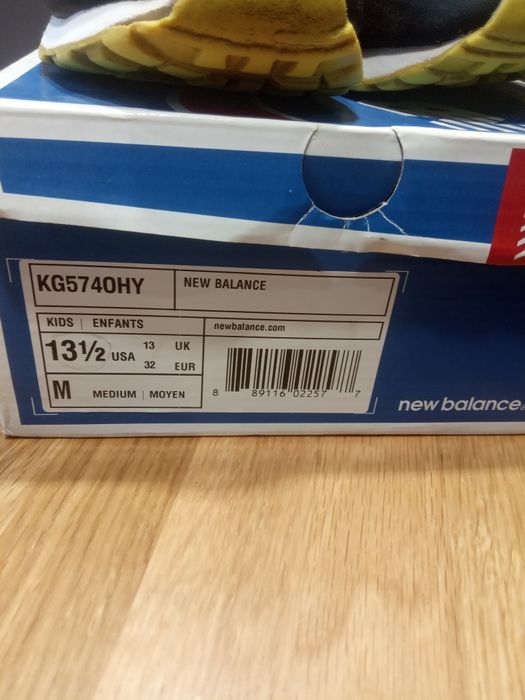 KG574OHY
NEW BALANCE
KIDS | ENFANTS
newbalance.com
13½ USA 13 UK
32 EUR
M MEDIUM | MOYEN
8 89116 02257 7
new balance